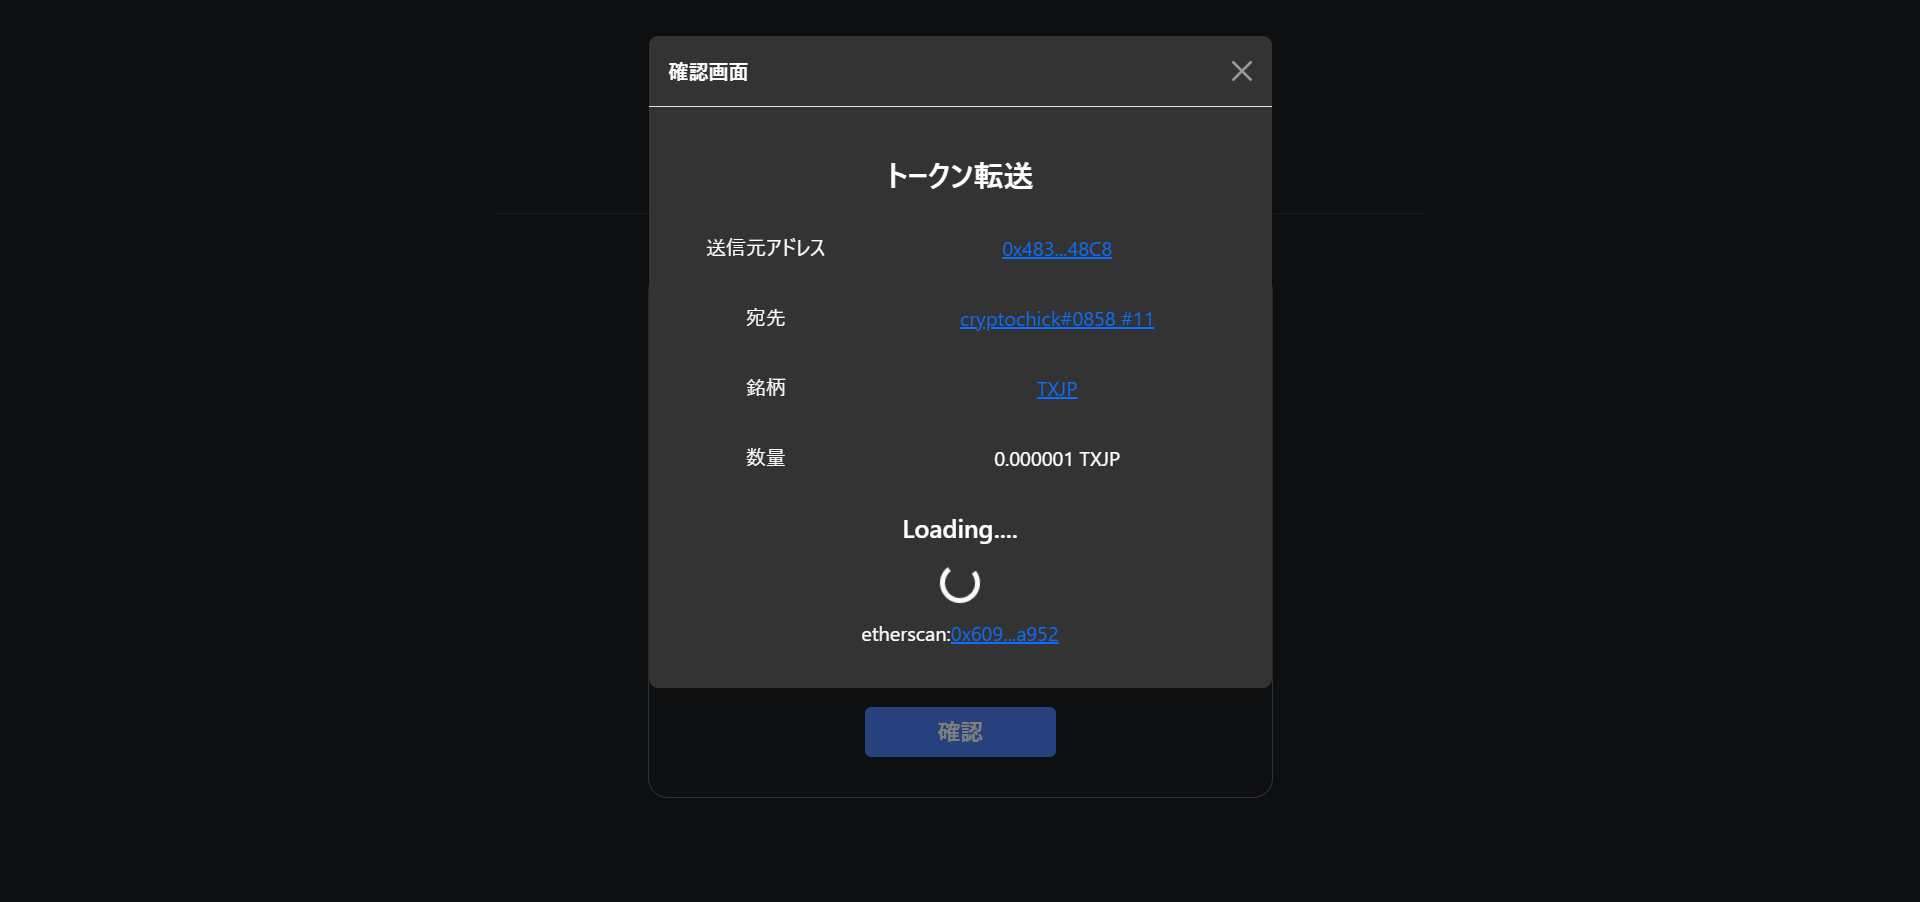 確認画面
トークン転送
送信元アドレス 0x483...48C8
宛先 cryptochick#0858 #11
銘柄 TXJP
数量 0.000001 TXJP
Loading....
etherscan:0x609...a952
確認